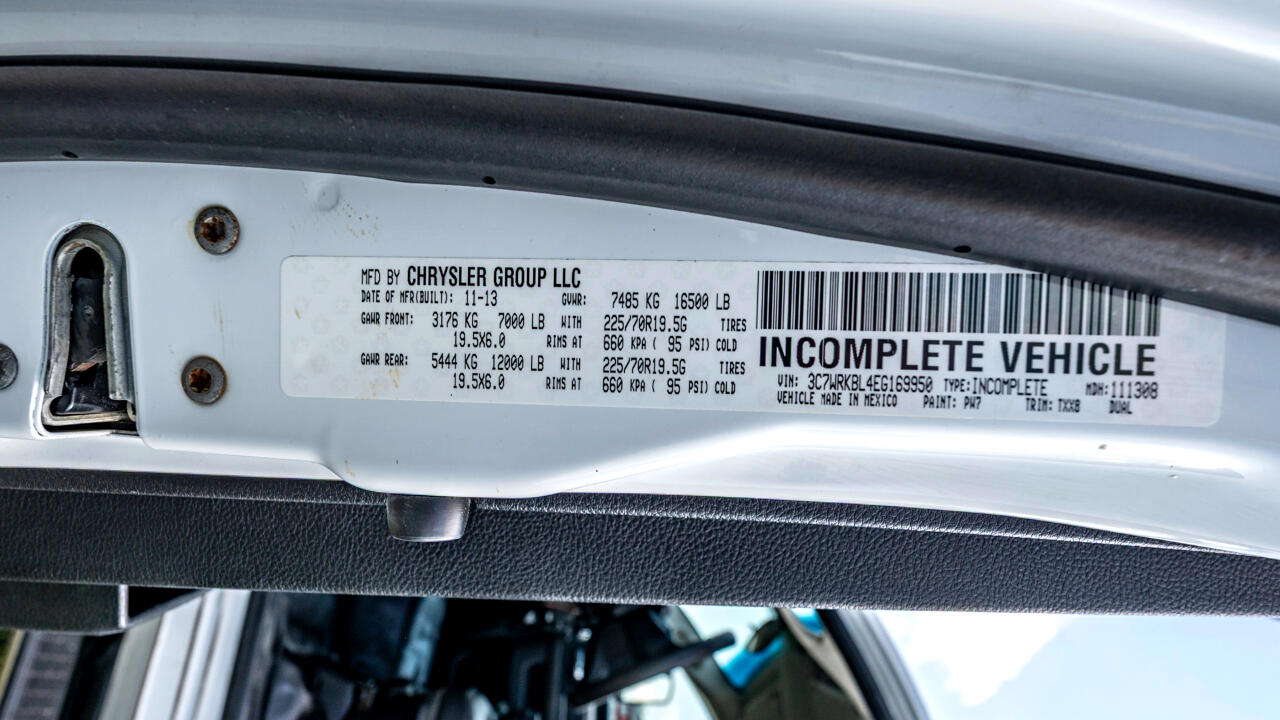 MFD BY CHRYSLER GROUP LLC
DATE OF MFR(BUILT): 11-13 GVWR: 7485 KG 16500 LB
GAWR FRONT: 3176 KG 7000 LB WITH 225/70R19.5G TIRES
19.5X6.0 RIMS AT 660 KPA ( 95 PSI) COLD
GAWR REAR: 5444 KG 12000 LB WITH 225/70R19.5G TIRES
19.5X6.0 RIMS AT 660 KPA ( 95 PSI) COLD
INCOMPLETE VEHICLE
VIN: 3C7WRKBL4EG169950 TYPE:INCOMPLETE MDH:111308
VEHICLE MADE IN MEXICO PAINT: PW7 TRIM: TXX8 DUAL